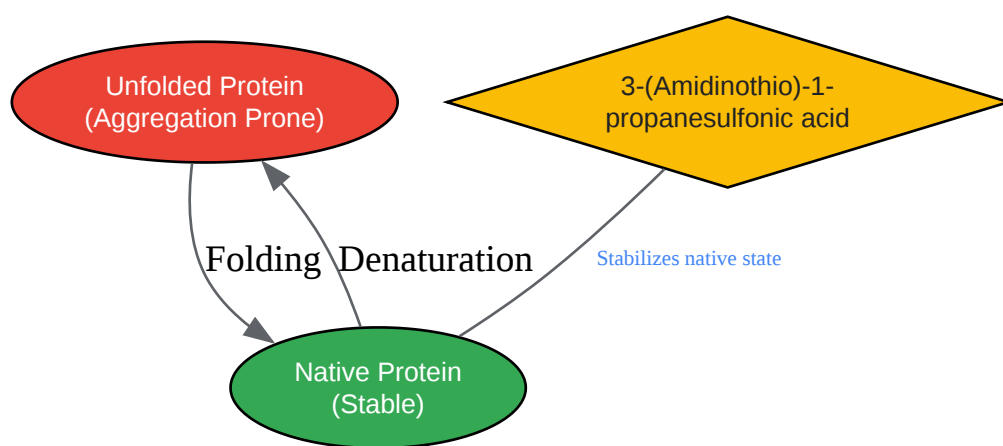 Unfolded Protein
(Aggregation Prone)
3-(Amidinothio)-1-
propanesulfonic acid
Folding
Denaturation
Stabilizes native state
Native Protein
(Stable)